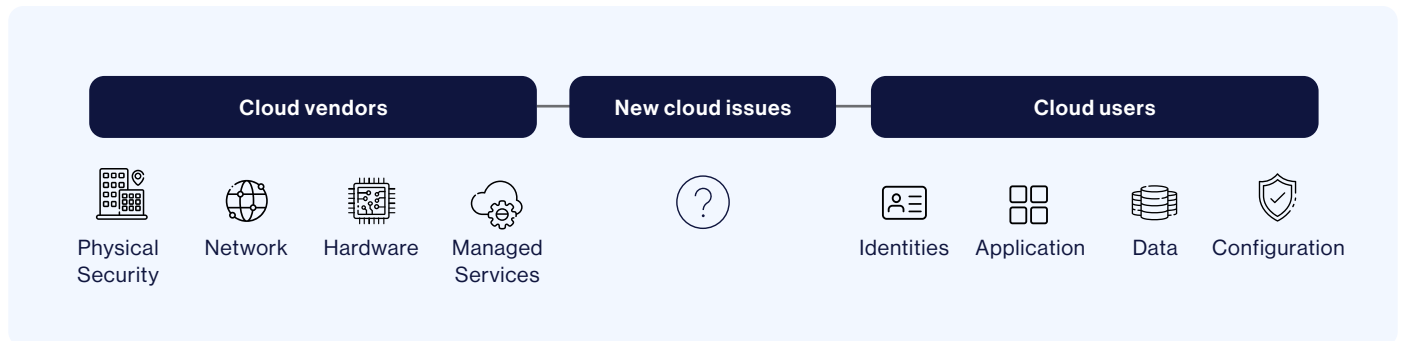 Cloud vendors
New cloud issues
Cloud users
?
Physical
Security
Network
Hardware
Managed
Services
Identities
Application
Data
Configuration